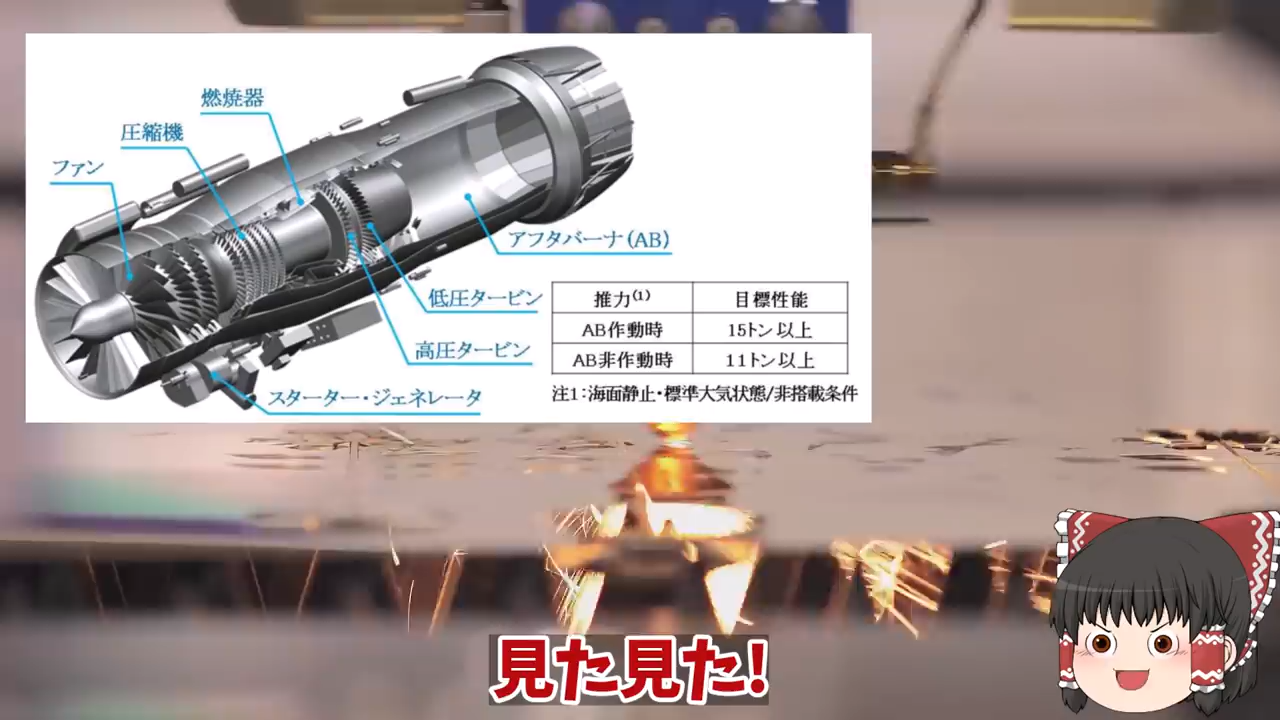 燃焼器
圧縮機
ファン
アフタバーナ(AB)
低圧タービン
高圧タービン
スターター・ジェネレータ
推力(1) 目標性能
AB作動時 15トン以上
AB非作動時 11トン以上
注1:海面静止・標準大気状態/非搭載条件
見た見た!